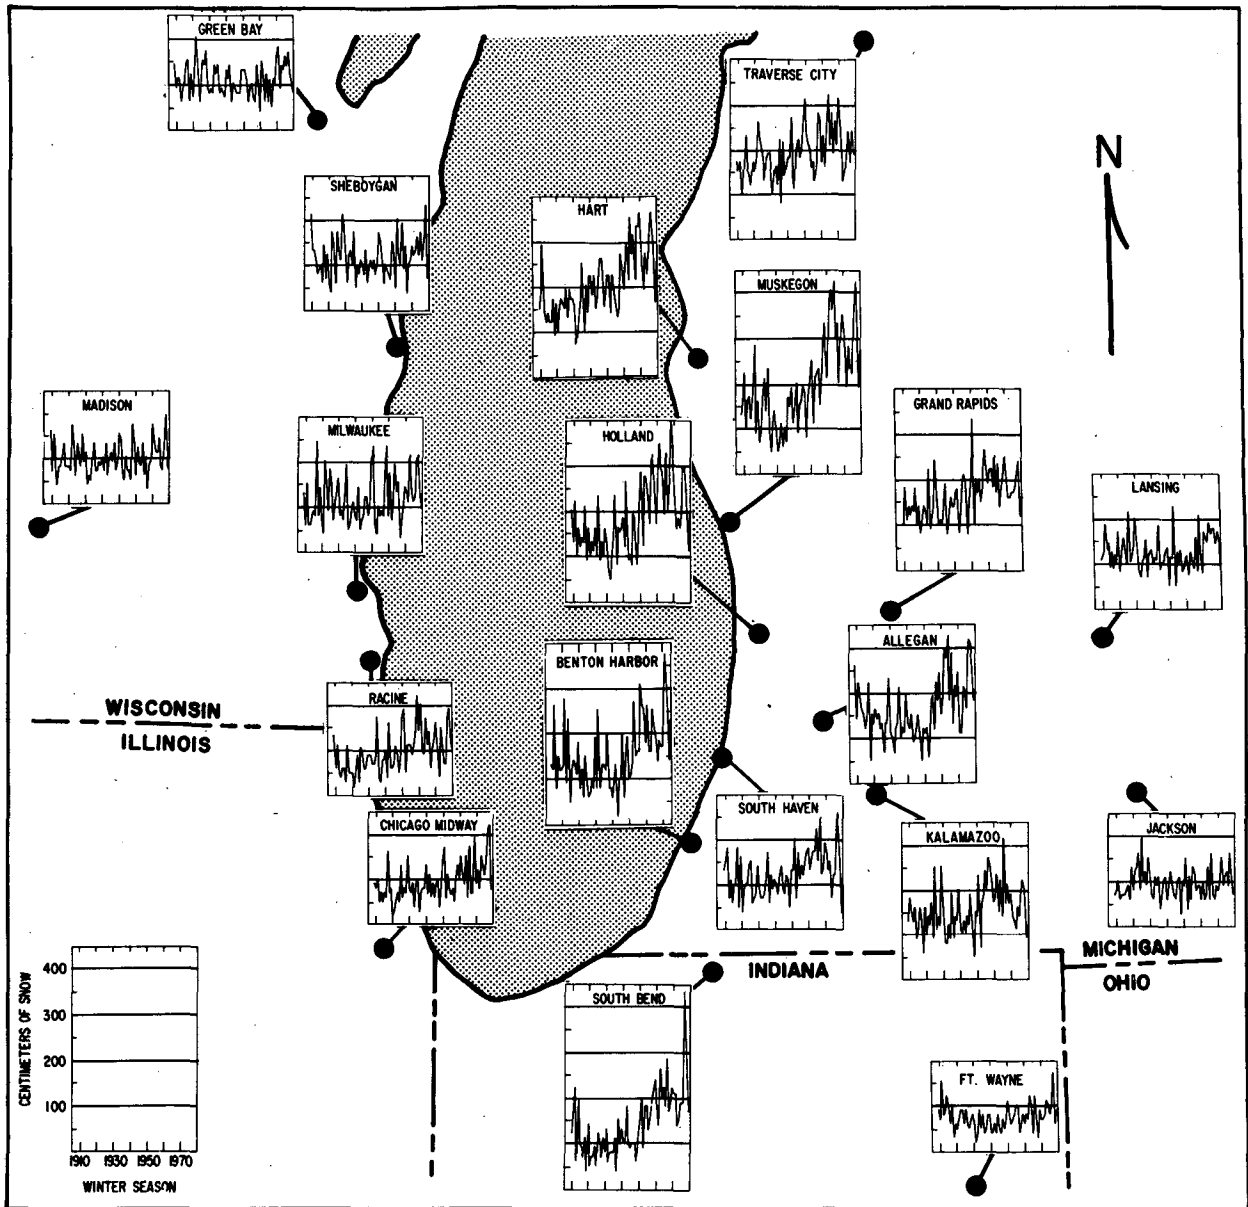 GREEN BAY
TRAVERSE CITY
N
SHEBOYGAN
HART
MUSKEGON
MADISON
MILWAUKEE
HOLLAND
GRAND RAPIDS
LANSING
ALLEGAN
BENTON HARBOR
RACINE
WISCONSIN
ILLINOIS
SOUTH HAVEN
CHICAGO MIDWAY
KALAMAZOO
JACKSON
MICHIGAN
INDIANA
OHIO
SOUTH BEND
FT. WAYNE
CENTIMETERS OF SNOW
400
300
200
100
1910 1930 1950 1970
WINTER SEASON